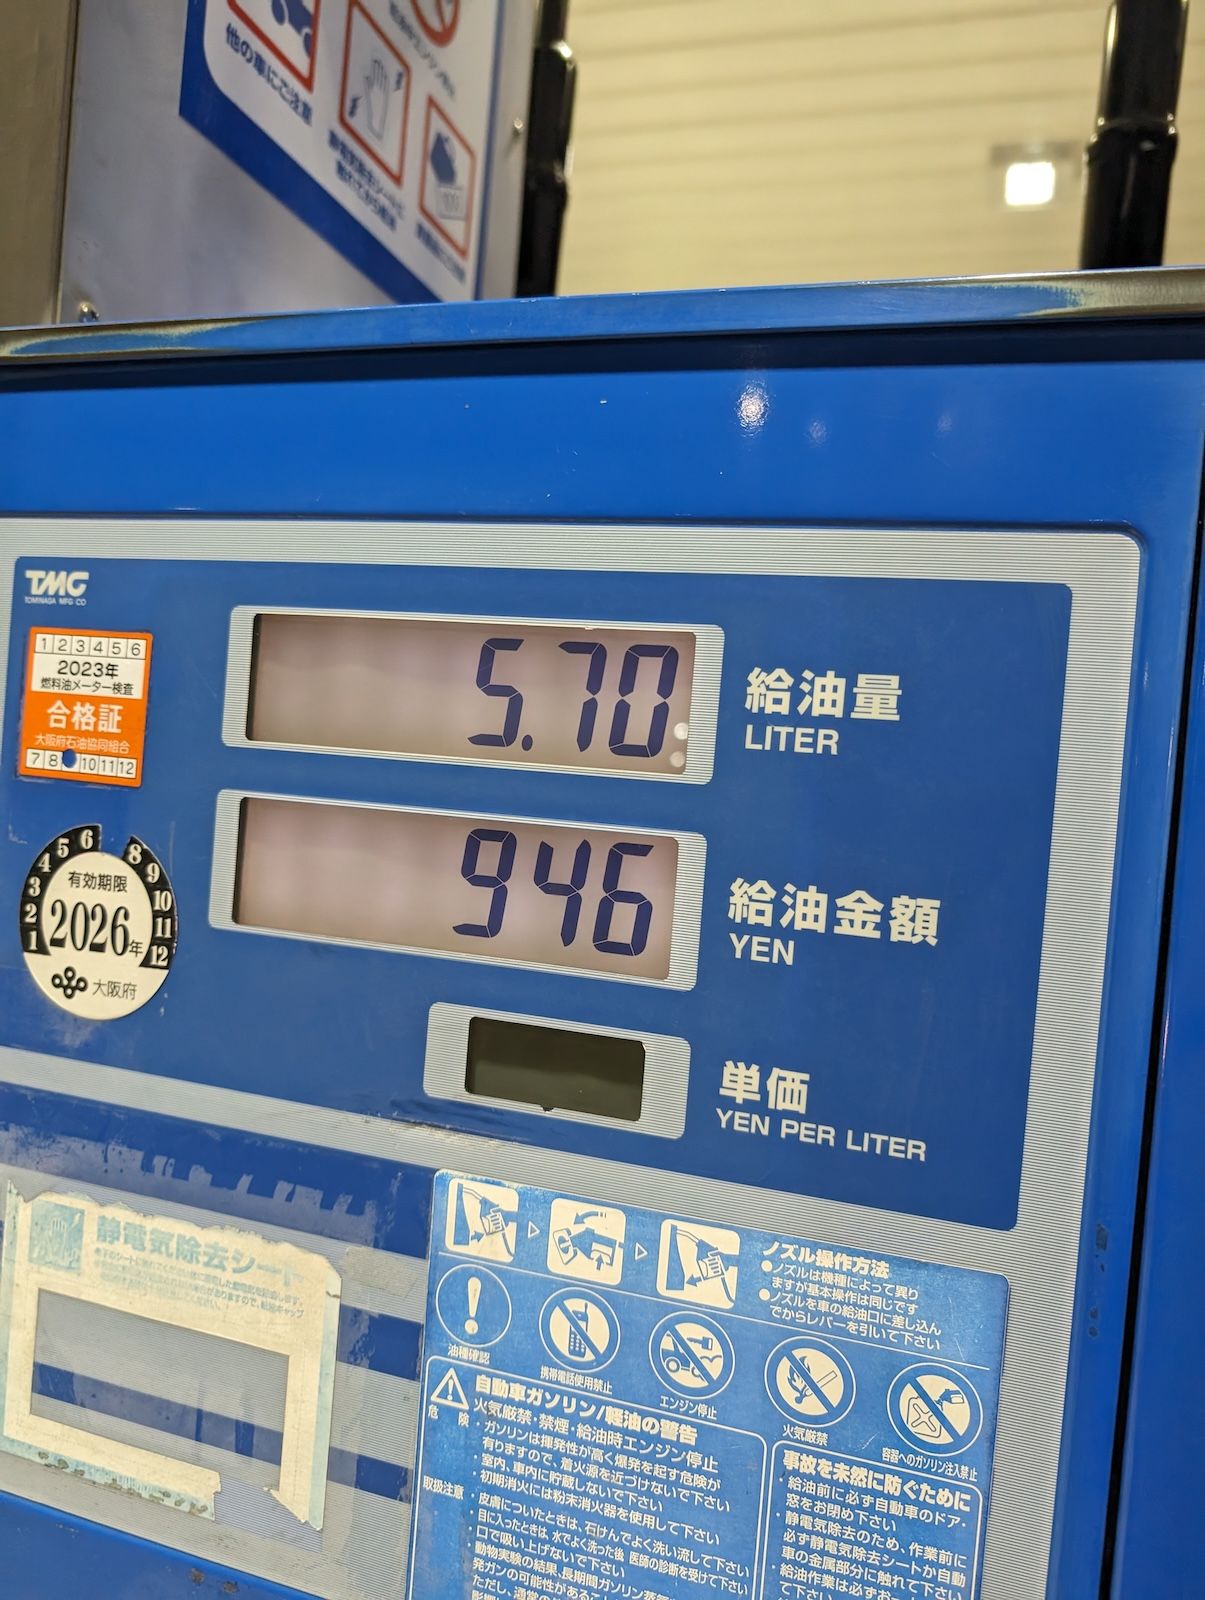 他の車にご注意
TMG
TOMINAGA MFG CO
1 2 3 4 5 6
2023年
燃料油メーター検査
合格証
大阪府石油協同組合
7 8 10 11 12
5.70
給油量
LITER
946
給油金額
YEN
単価
YEN PER LITER
1 2 3 4 5 6 8 9 10 11 12
有効期限
2026年
大阪府
静電気除去シート
ノズル操作方法
●ノズルは機種によって異り
ますが基本操作は同じです
●ノズルを車の給油口に差し込ん
でからレバーを引いて下さい
油種確認
携帯電話使用禁止
エンジン停止
火気厳禁
容器へのガソリン注入禁止
危険
自動車ガソリン/軽油の警告
火気厳禁・禁煙・給油時エンジン停止
・ガソリンは揮発性が高く爆発を起す危険が
有りますので、着火源を近づけないで下さい
・室内、車内に貯蔵しないで下さい
・初期消火には粉末消火器を使用して下さい
取扱注意
・皮膚についたときは、石けんでよく洗い流して下さい
・目に入ったときは、水でよく洗った後 医師の診断を受けて下さい
・口で吸い上げないで下さい
・動物実験の結果、長期間ガソリン蒸気
発ガンの可能性がある
事故を未然に防ぐために
・給油前に必ず自動車のドア・
窓をお閉め下さい
・静電気除去のため、作業前に
必ず静電気除去シートか自動
車の金属部分に触れて下さい
・給油作業は必ず
て下さい